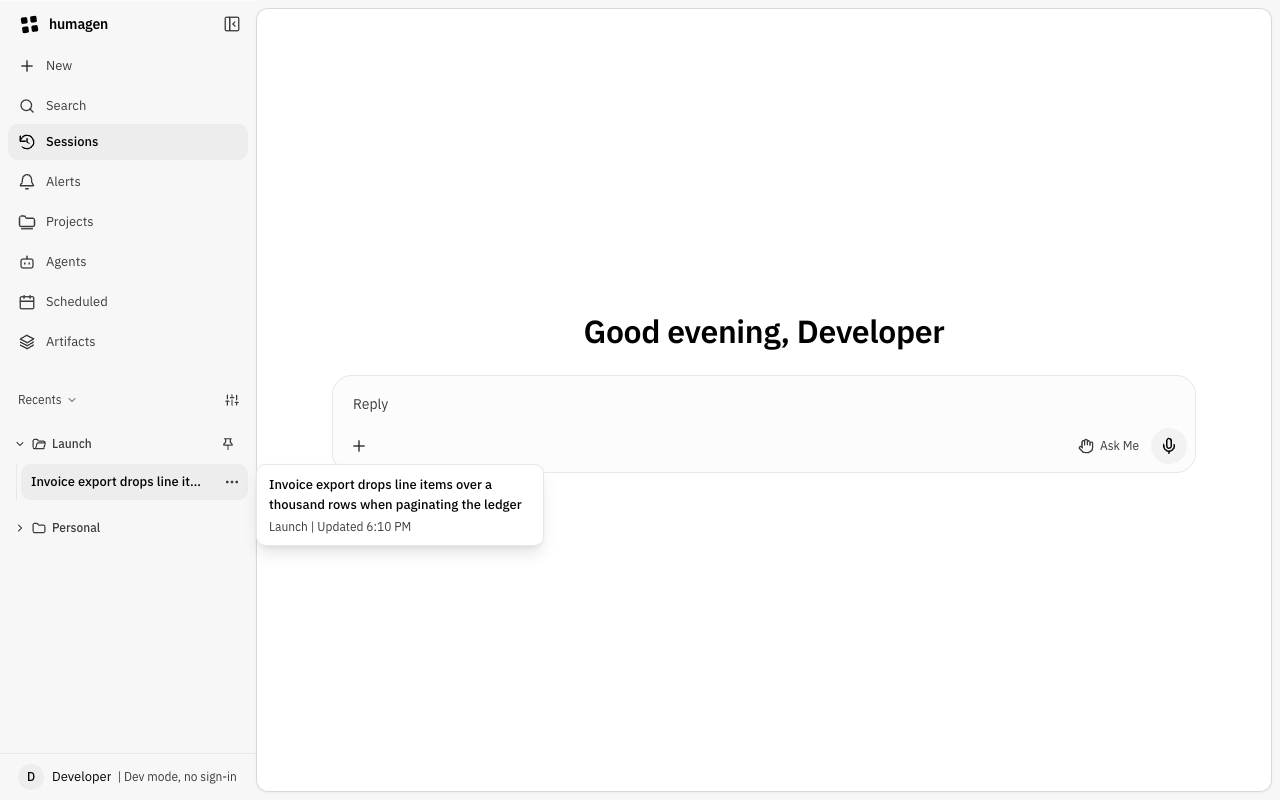 humagen
New
Search
Sessions
Alerts
Projects
Agents
Scheduled
Artifacts
Recents
Launch
Invoice export drops line it...
Personal
D Developer | Dev mode, no sign-in
Good evening, Developer
Reply
Ask Me
Invoice export drops line items over a
thousand rows when paginating the ledger
Launch | Updated 6:10 PM